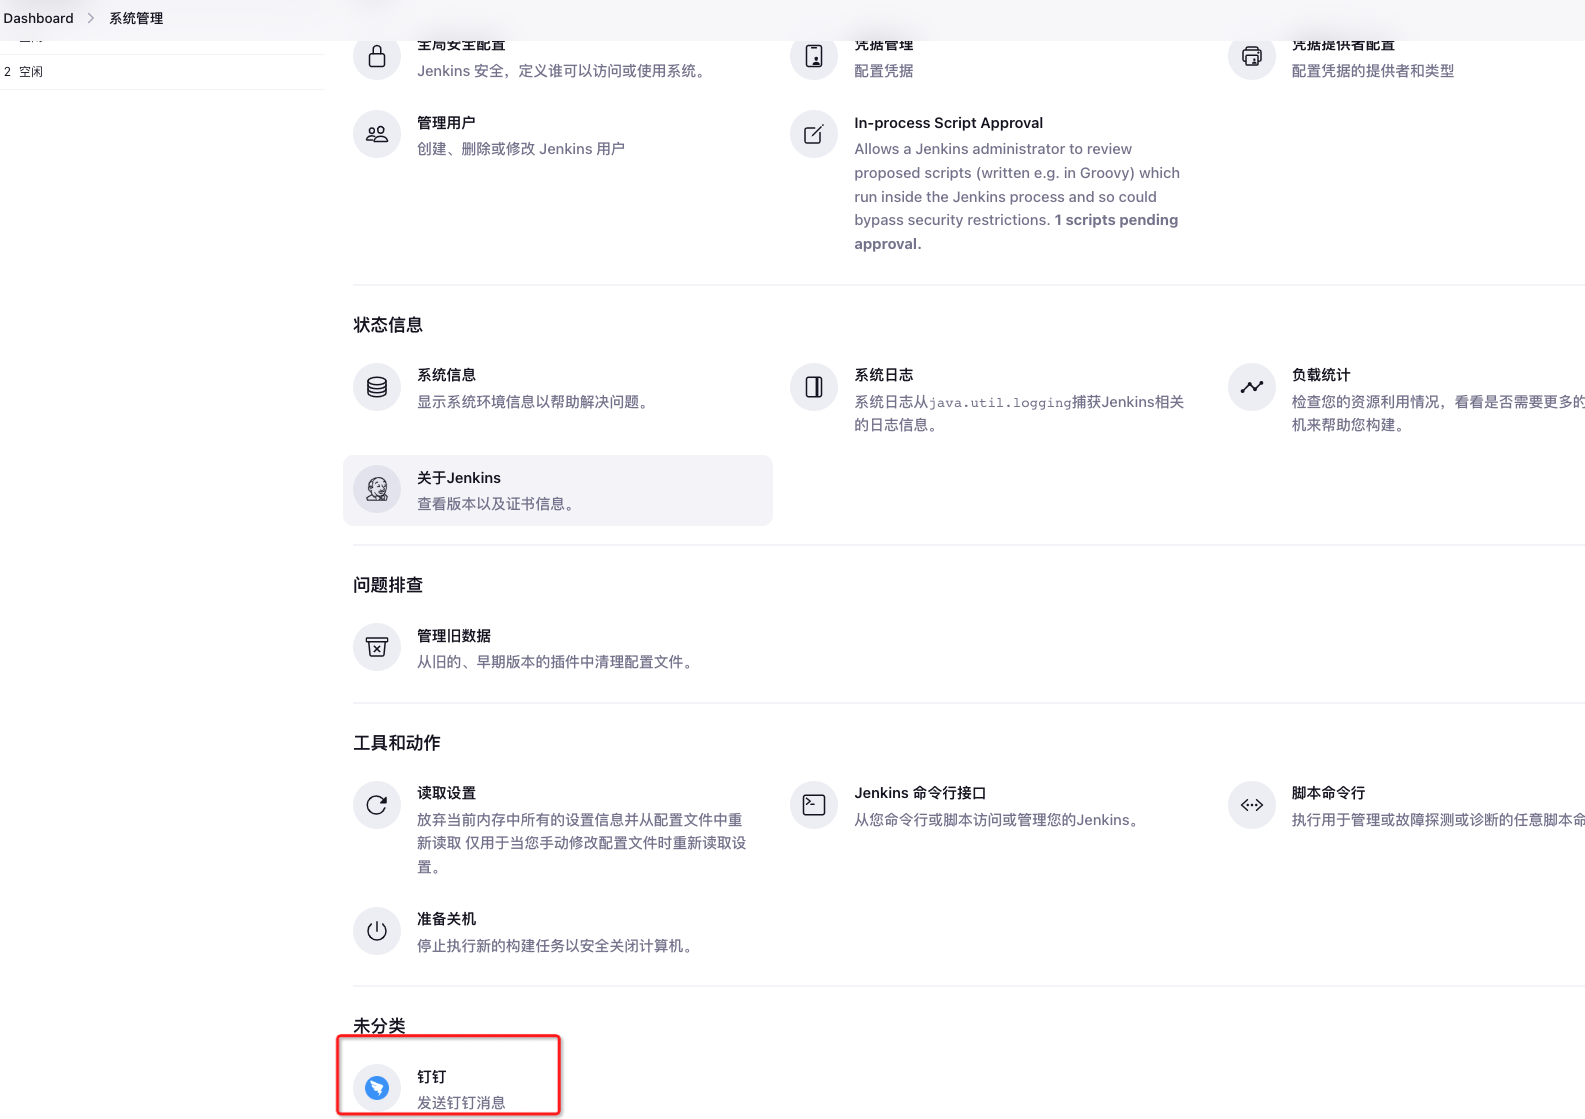 Dashboard > 系统管理
2 空闲
全局安全配置
Jenkins 安全，定义谁可以访问或使用系统。
凭据管理
配置凭据
凭据提供者配置
配置凭据的提供者和类型
管理用户
创建、删除或修改 Jenkins 用户
In-process Script Approval
Allows a Jenkins administrator to review
proposed scripts (written e.g. in Groovy) which
run inside the Jenkins process and so could
bypass security restrictions. 1 scripts pending
approval.
状态信息
系统信息
显示系统环境信息以帮助解决问题。
系统日志
系统日志从java.util.logging捕获Jenkins相关
的日志信息。
负载统计
检查您的资源利用情况，看看是否需要更多的
机来帮助您构建。
关于Jenkins
查看版本以及证书信息。
问题排查
管理旧数据
从旧的、早期版本的插件中清理配置文件。
工具和动作
读取设置
放弃当前内存中所有的设置信息并从配置文件中重
新读取 仅用于当您手动修改配置文件时重新读取设
置。
Jenkins 命令行接口
从您命令行或脚本访问或管理您的Jenkins。
脚本命令行
执行用于管理或故障探测或诊断的任意脚本命
准备关机
停止执行新的构建任务以安全关闭计算机。
未分类
钉钉
发送钉钉消息